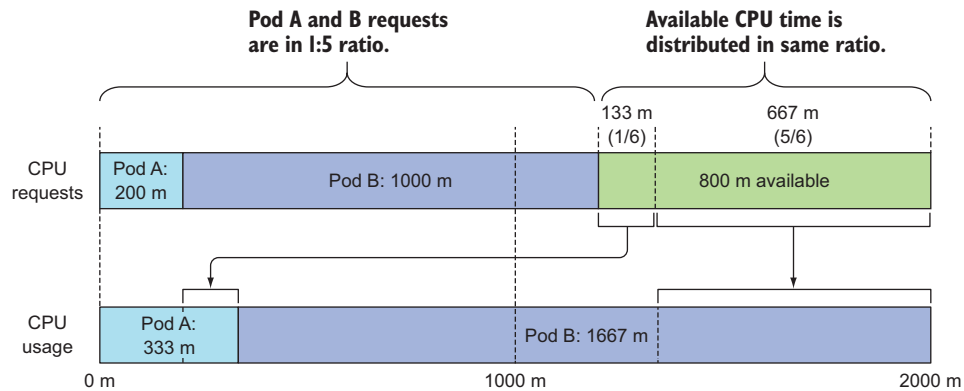 Pod A and B requests
are in 1:5 ratio.
Available CPU time is
distributed in same ratio.
133 m
(1/6)
667 m
(5/6)
CPU
requests
Pod A:
200 m
Pod B: 1000 m
800 m available
CPU
usage
Pod A:
333 m
Pod B: 1667 m
0 m
1000 m
2000 m